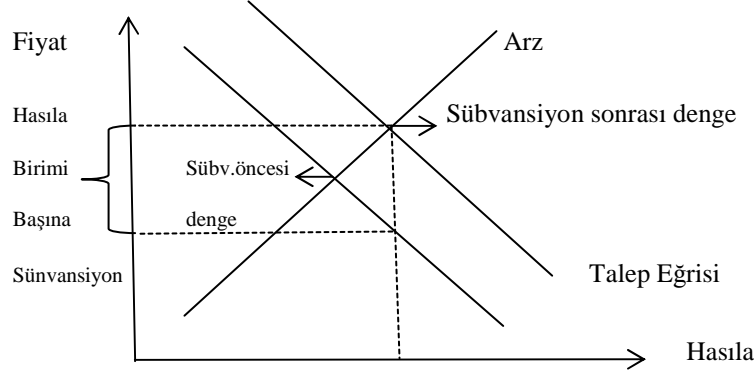 Fiyat
Arz
Hasıla
Sübvansiyon sonrası denge
Birimi
Sübv.öncesi
Başına
denge
Sünvansiyon
Talep Eğrisi
Hasıla